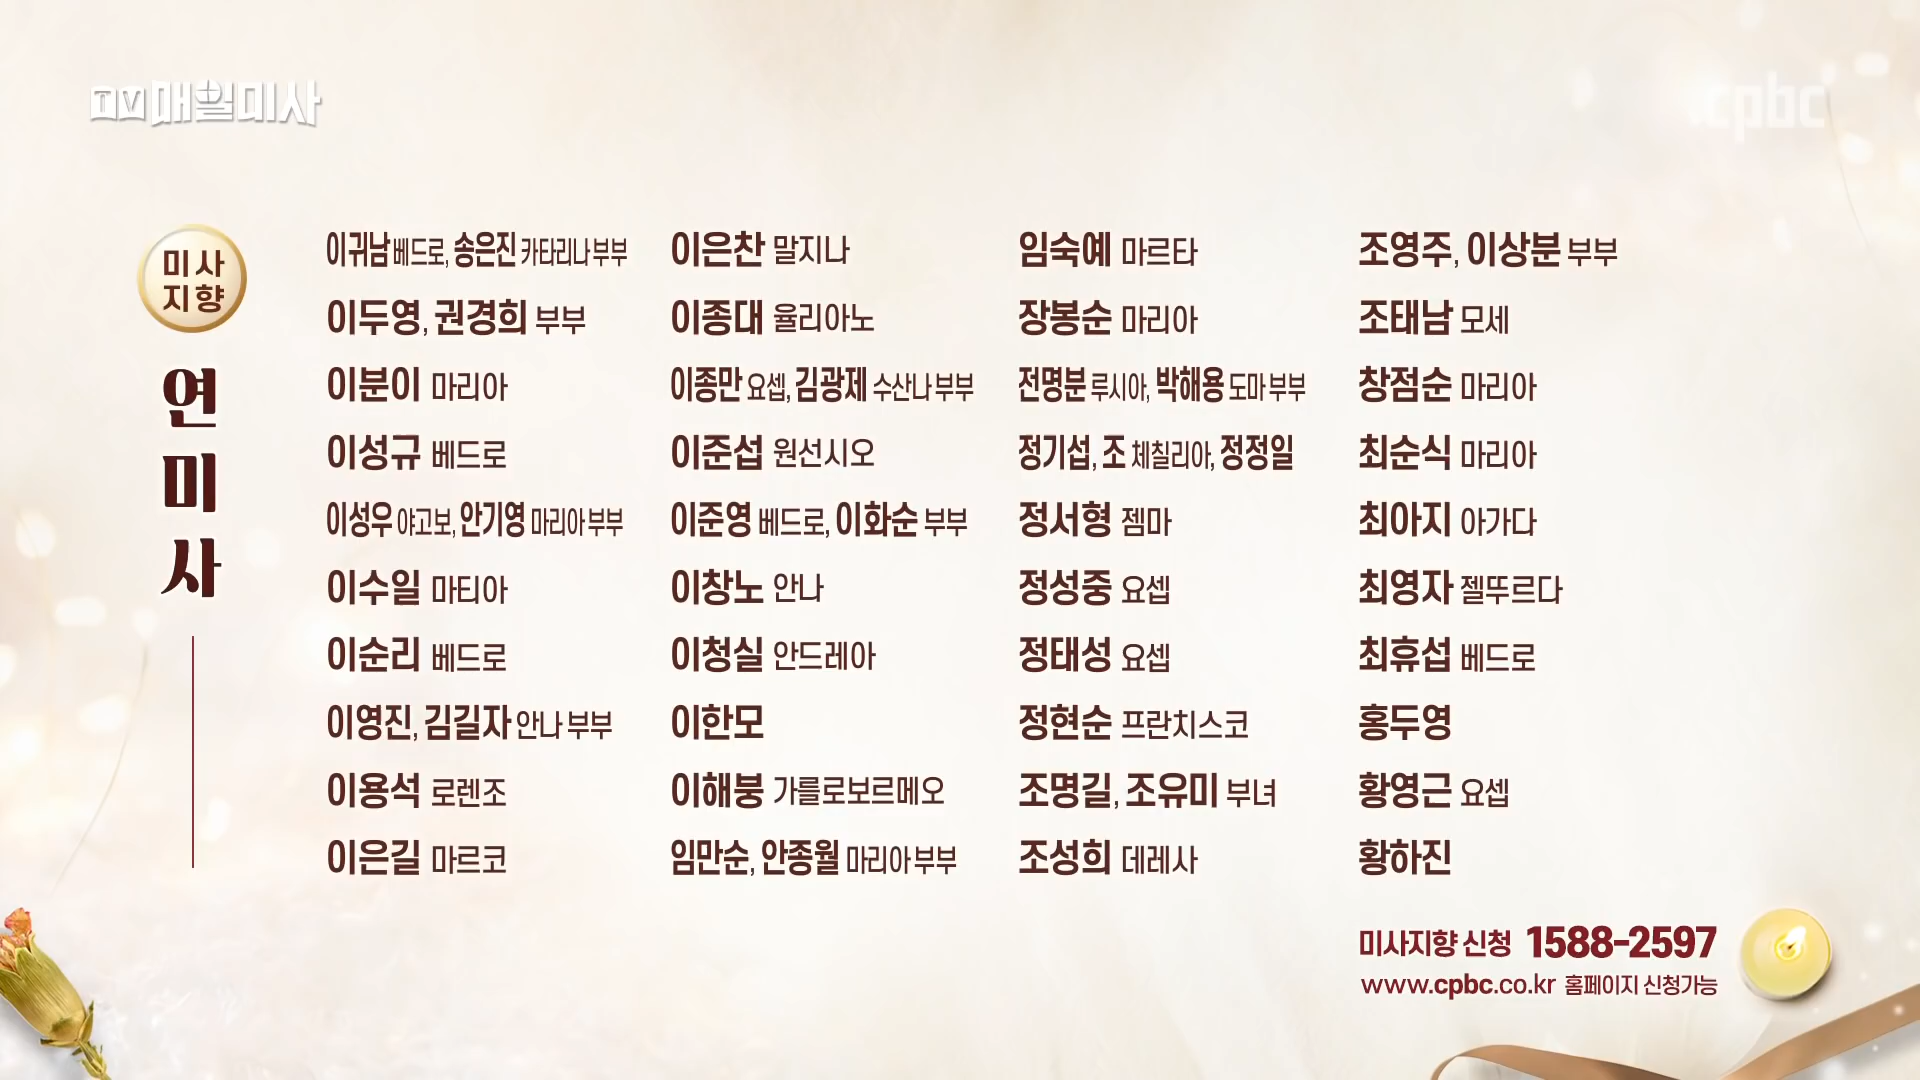 TV매일미사
cpbc
미사
지향
연미사
이귀남 베드로, 송은진 카타리나 부부
이두영, 권경희 부부
이분이 마리아
이성규 베드로
이성우 야고보, 안기영 마리아 부부
이수일 마티아
이순리 베드로
이영진, 김길자 안나 부부
이용석 로렌조
이은길 마르코
이은찬 말지나
이종대 율리아노
이종만 요셉, 김광제 수산나 부부
이준섭 원선시오
이준영 베드로, 이화순 부부
이창노 안나
이청실 안드레아
이한모
이해붕 가를로보르메오
임만순, 안종월 마리아 부부
임숙예 마르타
장봉순 마리아
전명분 루시아, 박해용 도마 부부
정기섭, 조 체칠리아, 정정일
정서형 젬마
정성중 요셉
정태성 요셉
정현순 프란치스코
조명길, 조유미 부녀
조성희 데레사
조영주, 이상분 부부
조태남 모세
창점순 마리아
최순식 마리아
최아지 아가다
최영자 젤뚜르다
최휴섭 베드로
홍두영
황영근 요셉
황하진
미사지향 신청 1588-2597
www.cpbc.co.kr 홈페이지 신청가능